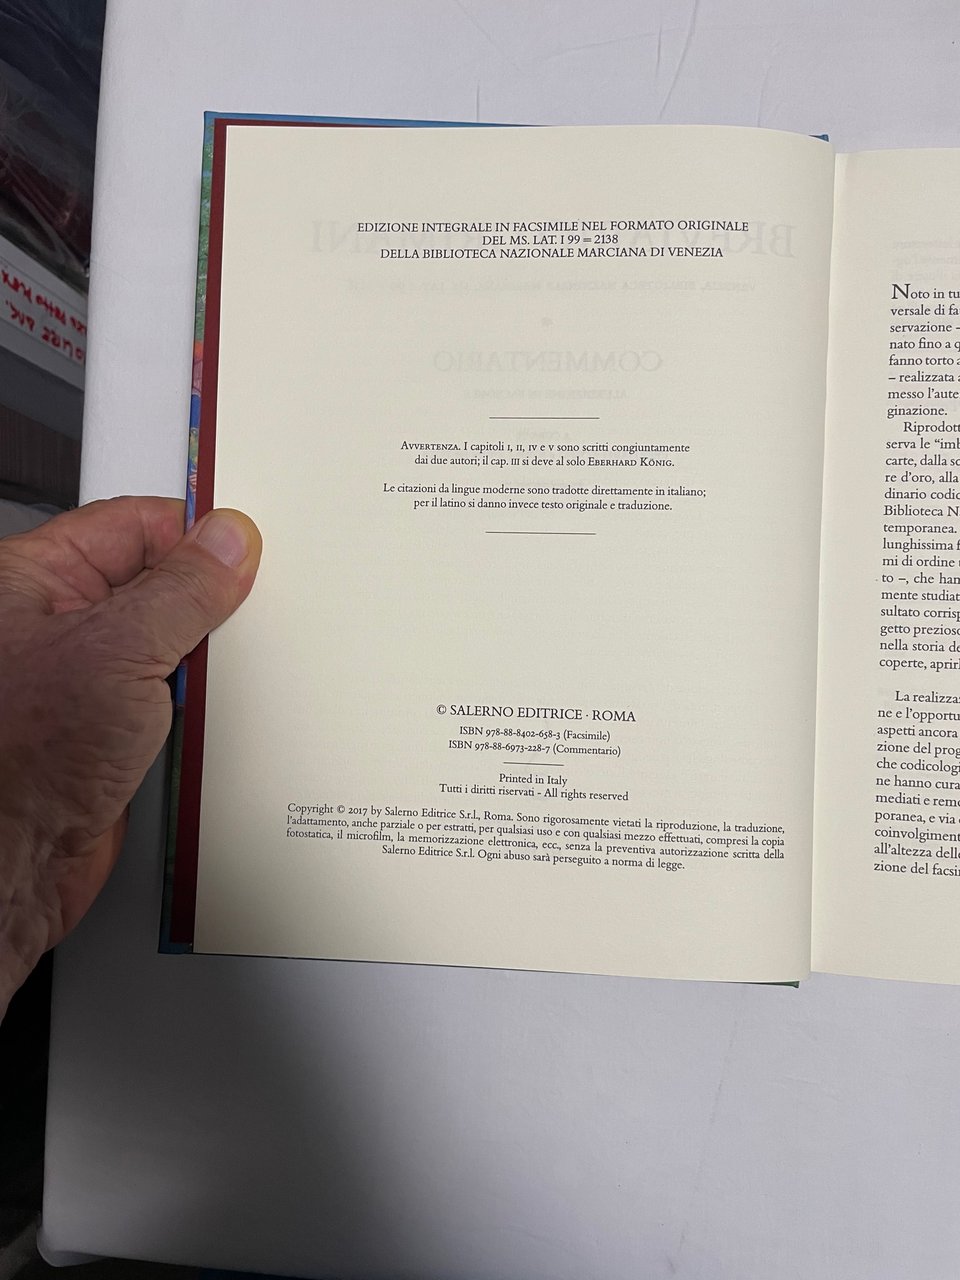 EDIZIONE INTEGRALE IN FACSIMILE NEL FORMATO ORIGINALE
DEL MS. LAT. I 99 = 2138
DELLA BIBLIOTECA NAZIONALE MARCIANA DI VENEZIA
COMMENTARIO
AVVERTENZA. I capitoli I, II, IV e V sono scritti congiuntamente
dai due autori; il cap. III si deve al solo EBERHARD KÖNIG.
Le citazioni da lingue moderne sono tradotte direttamente in italiano;
per il latino si danno invece testo originale e traduzione.
© SALERNO EDITRICE · ROMA
ISBN 978-88-8402-658-3 (Facsimile)
ISBN 978-88-6973-228-7 (Commentario)
Printed in Italy
Tutti i diritti riservati - All rights reserved
Copyright © 2017 by Salerno Editrice S.r.l., Roma. Sono rigorosamente vietati la riproduzione, la traduzione,
l'adattamento, anche parziale o per estratti, per qualsiasi uso e con qualsiasi mezzo effettuati, compresi la copia
fotostatica, il microfilm, la memorizzazione elettronica, ecc., senza la preventiva autorizzazione scritta della
Salerno Editrice S.r.l. Ogni abuso sarà perseguito a norma di legge.
Noto in tu
versale di fa
servazione –
nato fino a q
fanno torto a
– realizzata a
messo l'aute
ginazione.
Riprodott
serva le "imb
carte, dalla sc
re d'oro, alla
dinario codic
Biblioteca N
temporanea.
lunghissima f
mi di ordine
to –, che han
mente studiat
sultato corrisp
getto prezioso
nella storia de
coperte, aprirl
La realizza
ne e l'opportu
aspetti ancora
zione del prog
che codicologi
ne hanno cura
mediati e remo
poranea, e via
coinvolgiment
all'altezza delle
zione del facsin